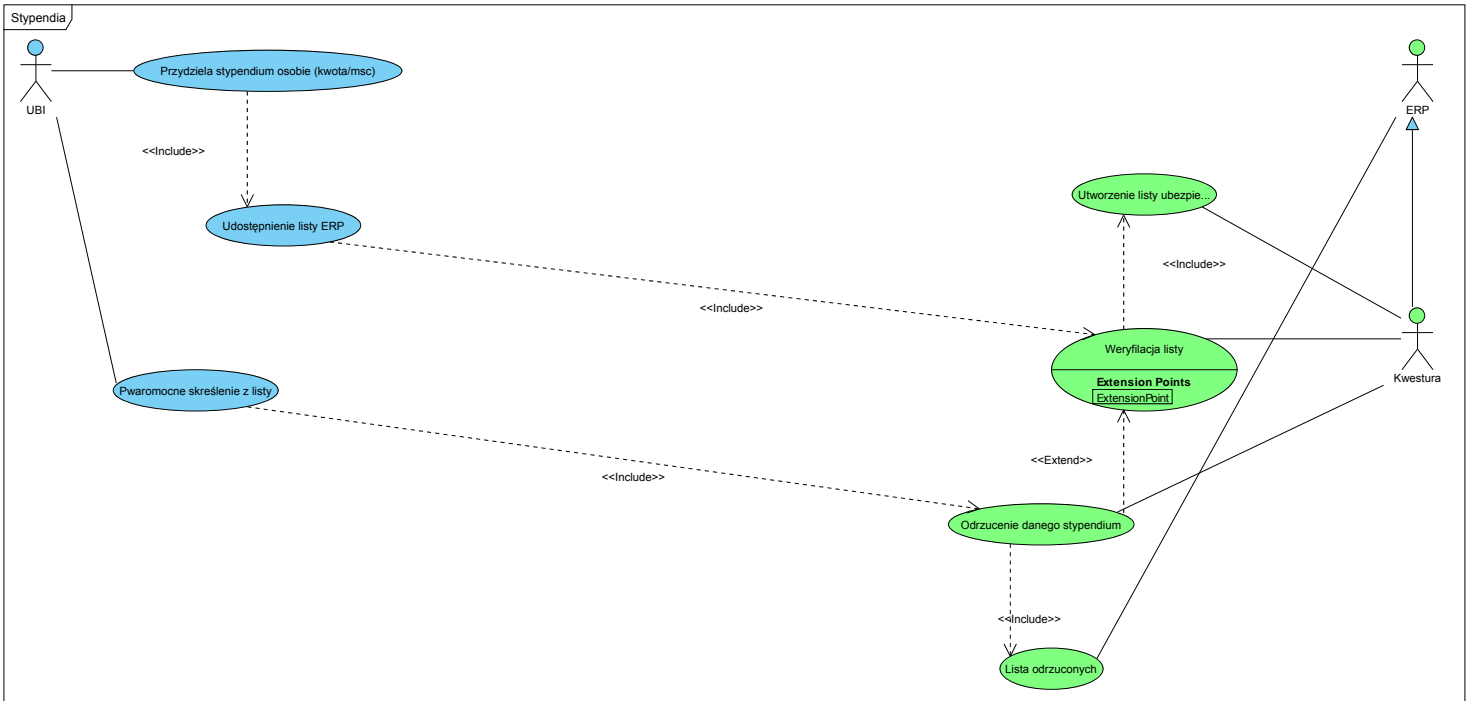 Stypendia
UBI
Przydziela stypendium osobie (kwota/msc)
ERP
<<Include>>
Utworzenie listy ubezpie...
Udostępnienie listy ERP
<<Include>>
<<Include>>
Weryfilacja listy
Extension Points
ExtensionPoint
Kwestura
Pwaromocne skreślenie z listy
<<Extend>>
<<Include>>
Odrzucenie danego stypendium
<<Include>>
Lista odrzuconych